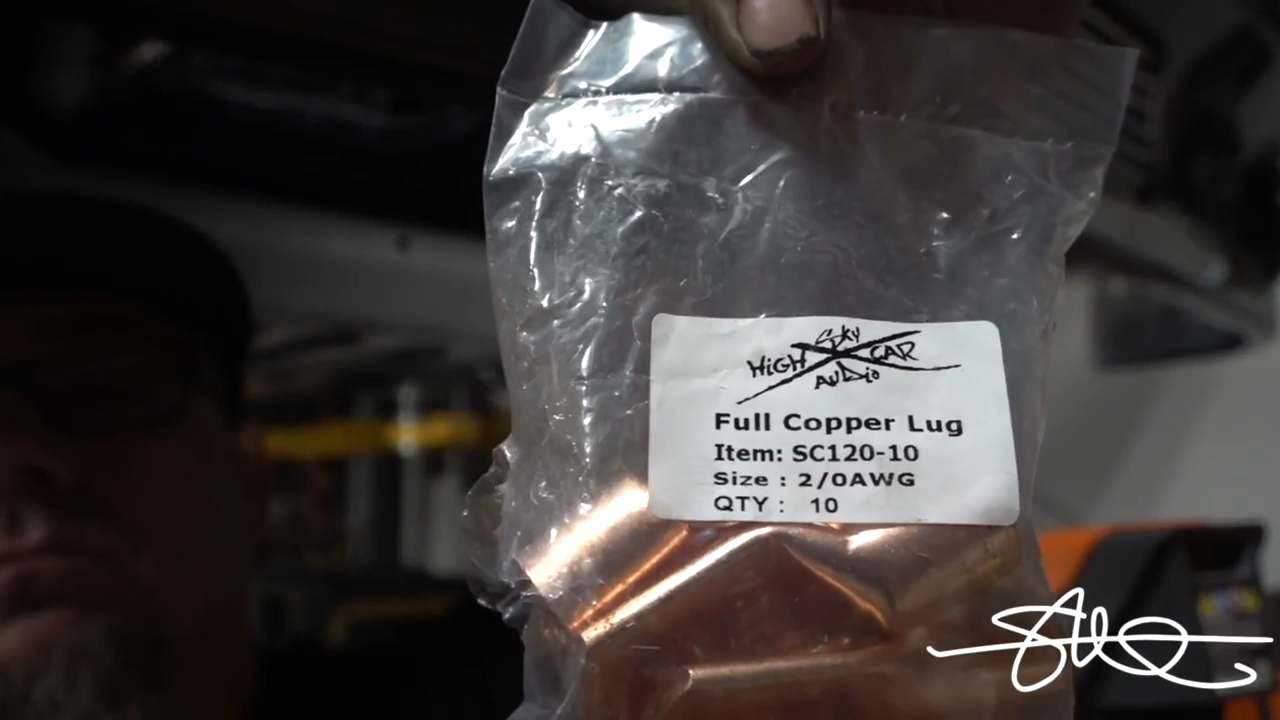 Sky
HiGH CAR
AUDio
Full Copper Lug
Item: SC120-10
Size : 2/0AWG
QTY : 10